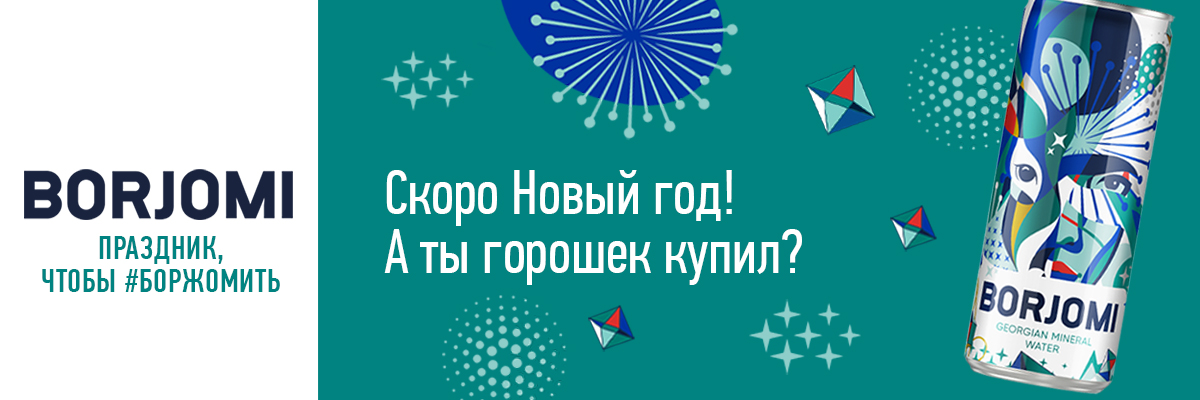 BORJOMI
ПРАЗДНИК,
ЧТОБЫ #БОРЖОМИТЬ
Скоро Новый год!
А ты горошек купил?
BORJOMI
GEORGIAN MINERAL
WATER